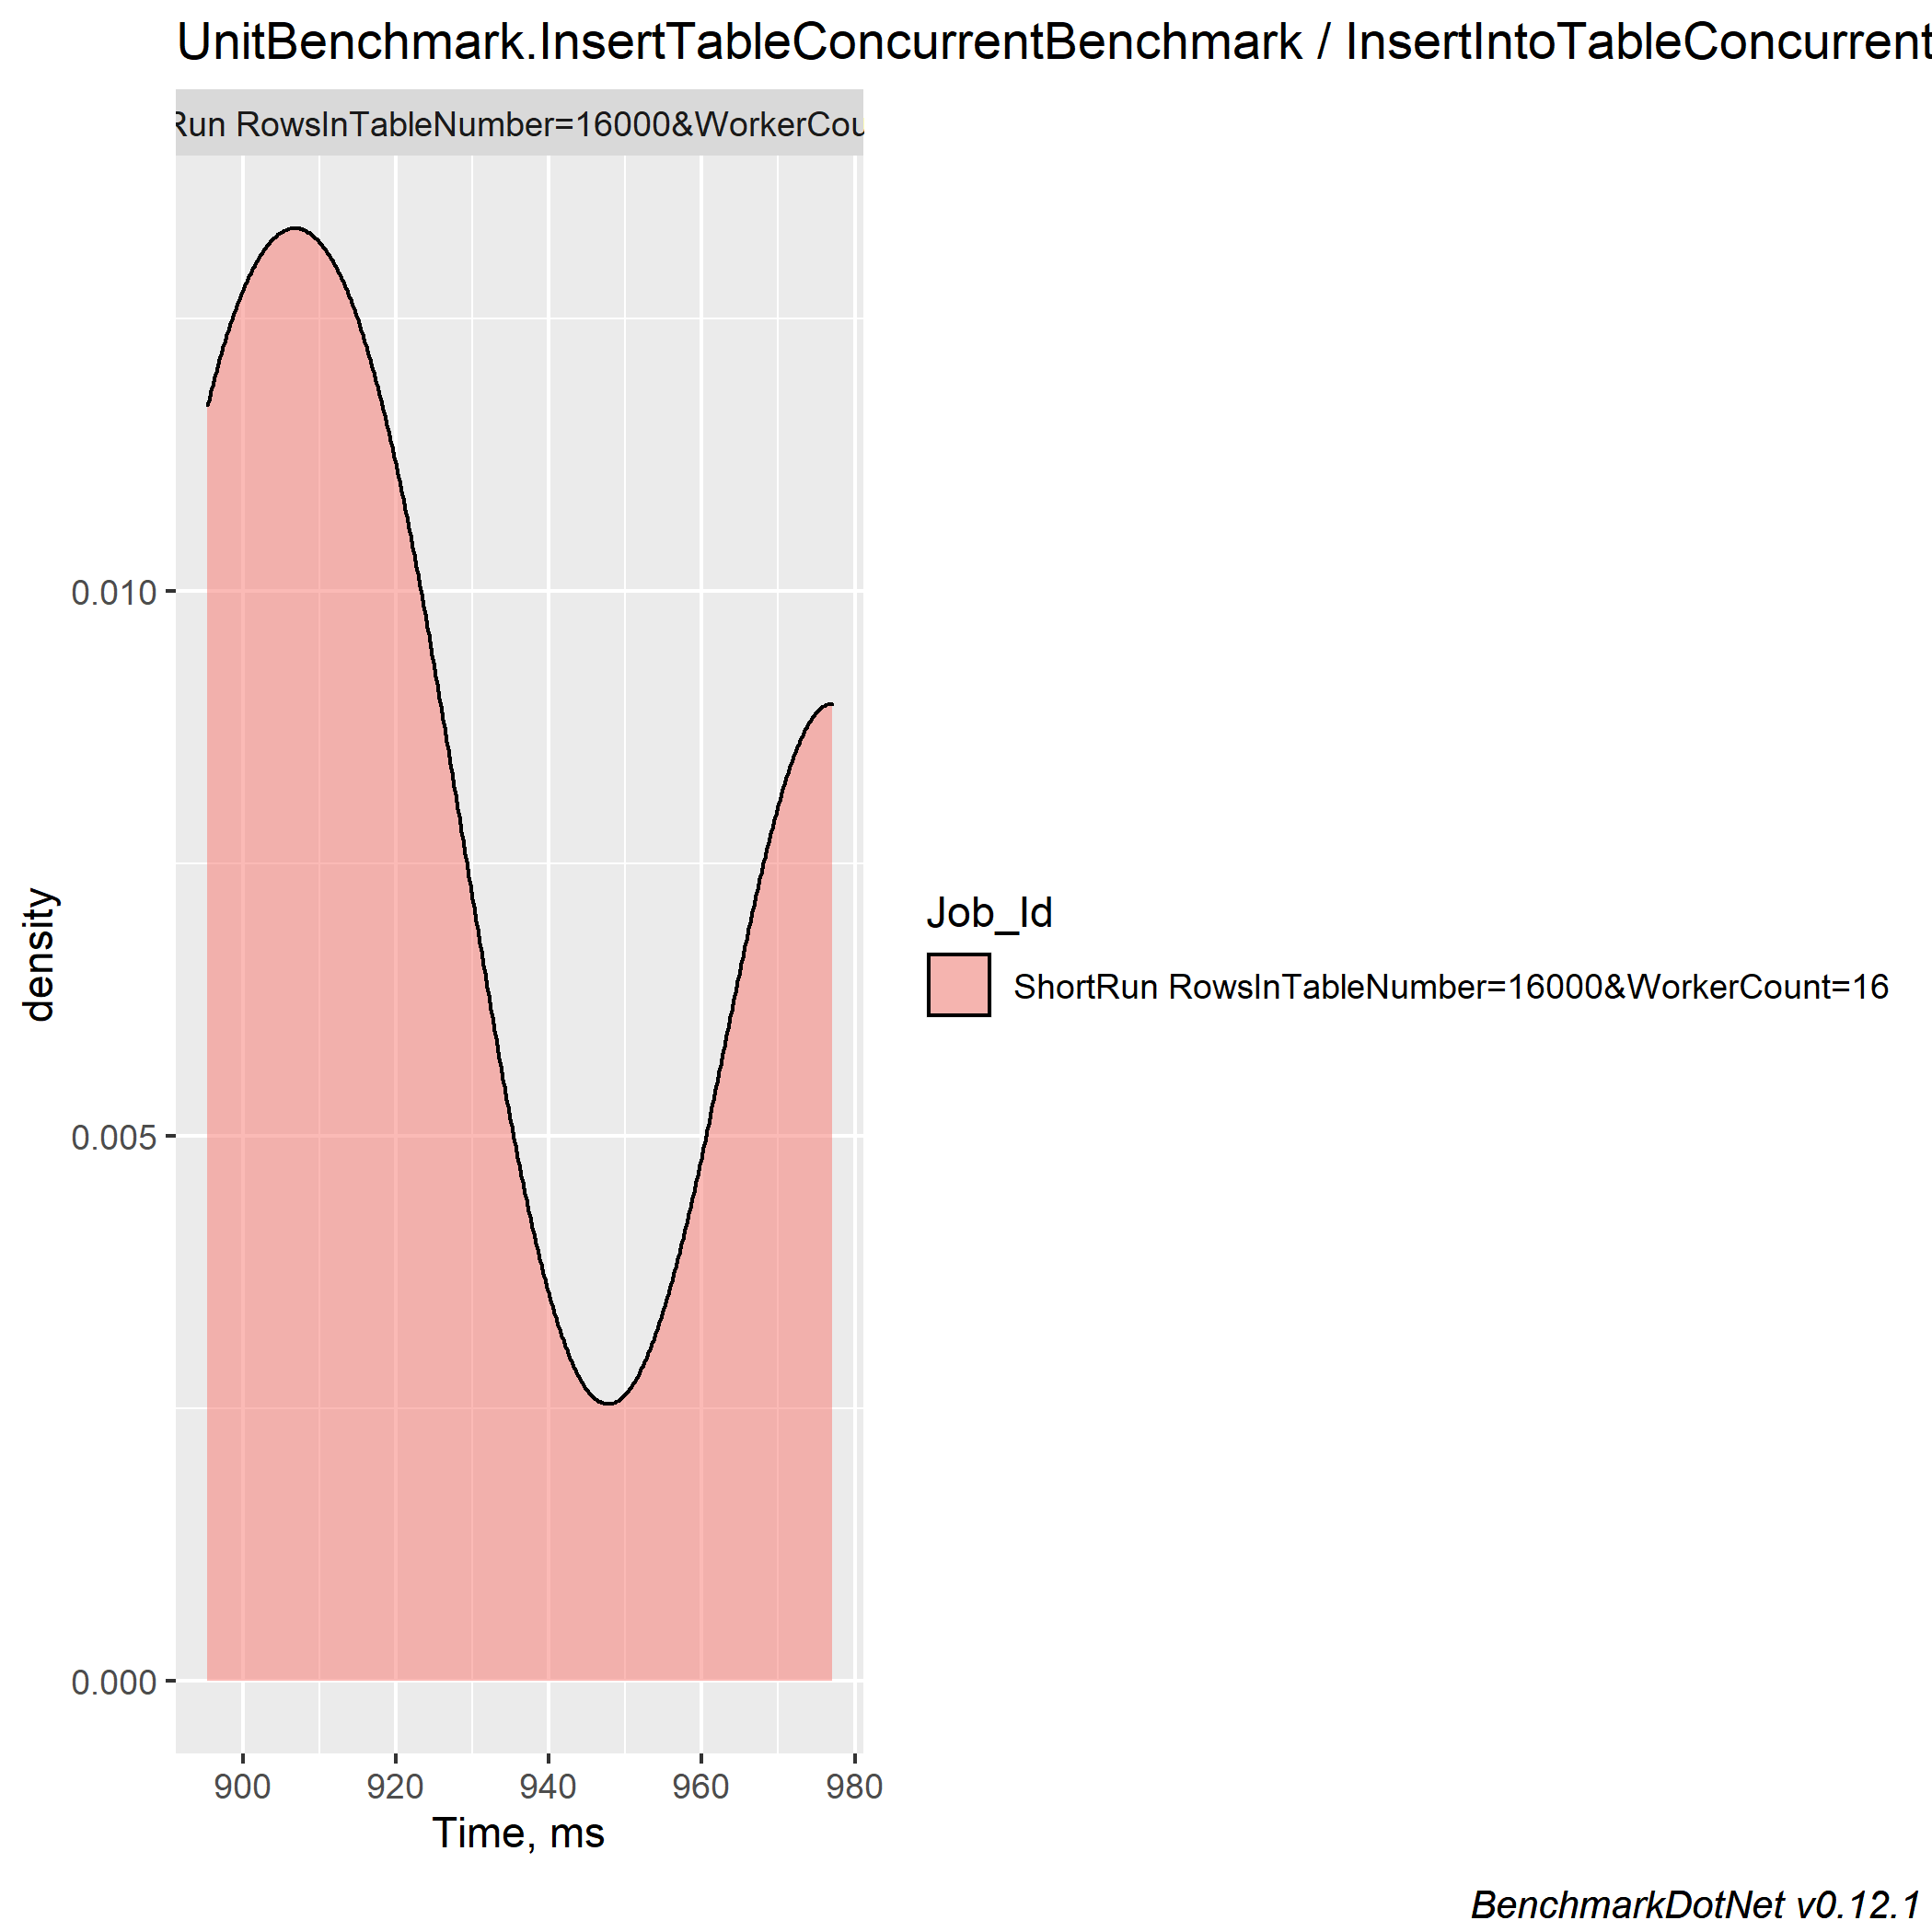 UnitBenchmark.InsertTableConcurrentBenchmark / InsertIntoTableConcurrent
Run RowsInTableNumber=16000&WorkerCou
0.010
0.005
0.000
density
900 920 940 960 980
Time, ms
Job_Id
ShortRun RowsInTableNumber=16000&WorkerCount=16
BenchmarkDotNet v0.12.1